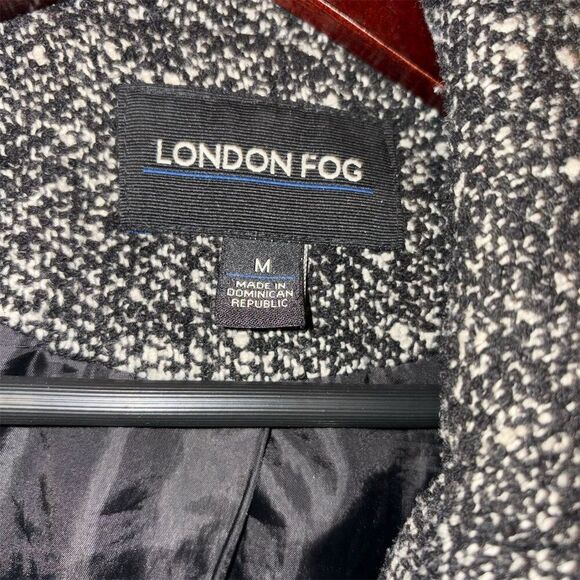 LONDON FOG
M
MADE IN
DOMINICAN
REPUBLIC